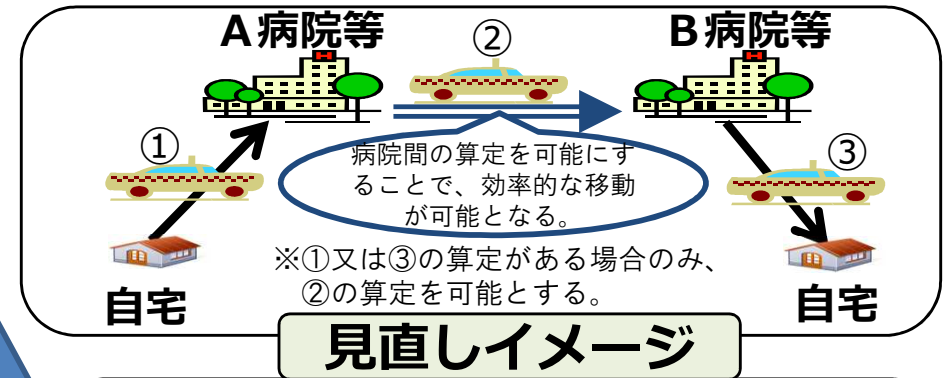 A病院等
②
B病院等
①
③
病院間の算定を可能にす
ることで、効率的な移動
が可能となる。
※①又は③の算定がある場合のみ、
②の算定を可能とする。
自宅
自宅
見直しイメージ